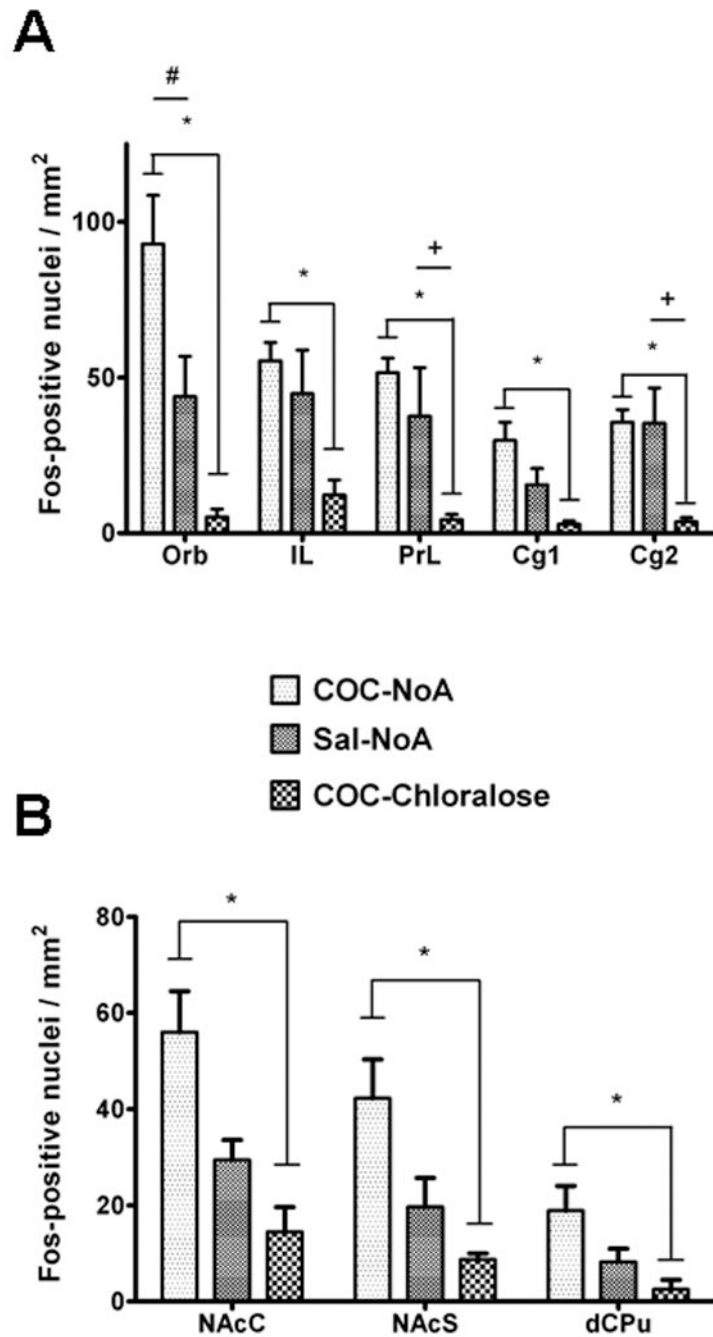 A
#
*
Fos-positive nuclei / mm²
100
50
0
*
+
*
*
+
*
Orb IL PrL Cg1 Cg2
COC-NoA
Sal-NoA
COC-Chloralose
B
Fos-positive nuclei / mm²
80
60
40
20
0
*
*
*
NAcC NAcS dCPu